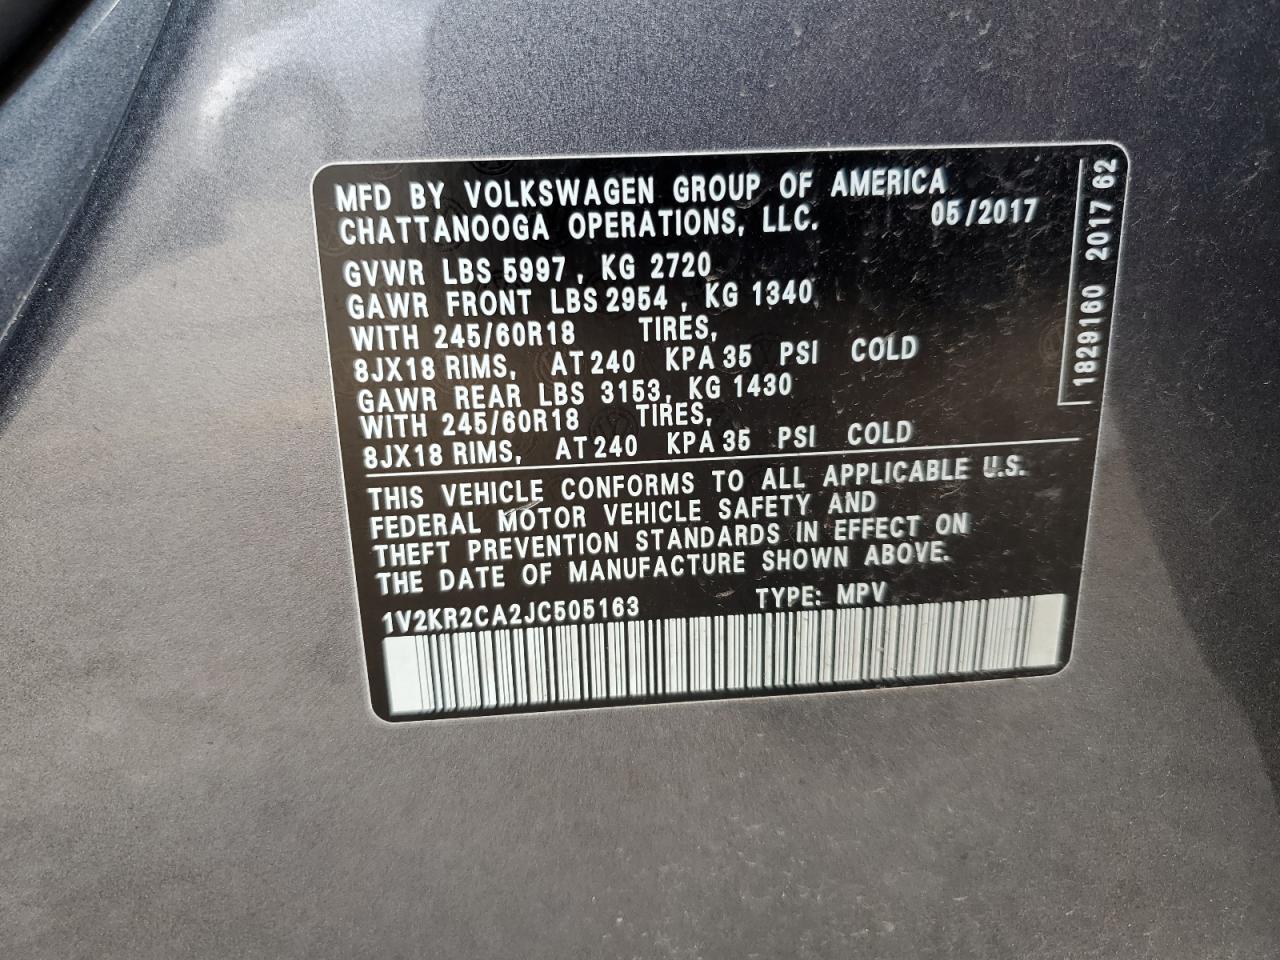 MFD BY VOLKSWAGEN GROUP OF AMERICA
CHATTANOOGA OPERATIONS, LLC. 05/2017
GVWR LBS 5997, KG 2720
GAWR FRONT LBS 2954, KG 1340
WITH 245/60R18 TIRES,
8JX18 RIMS, AT 240 KPA 35 PSI COLD
GAWR REAR LBS 3153, KG 1430
WITH 245/60R18 TIRES,
8JX18 RIMS, AT 240 KPA 35 PSI COLD
THIS VEHICLE CONFORMS TO ALL APPLICABLE U.S.
FEDERAL MOTOR VEHICLE SAFETY AND
THEFT PREVENTION STANDARDS IN EFFECT ON
THE DATE OF MANUFACTURE SHOWN ABOVE.
1V2KR2CA2JC505163 TYPE: MPV
1829160 2017 62